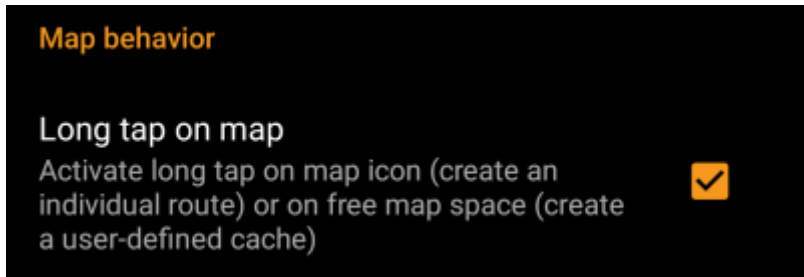 Map behavior
Long tap on map
Activate long tap on map icon (create an
individual route) or on free map space (create
a user-defined cache)